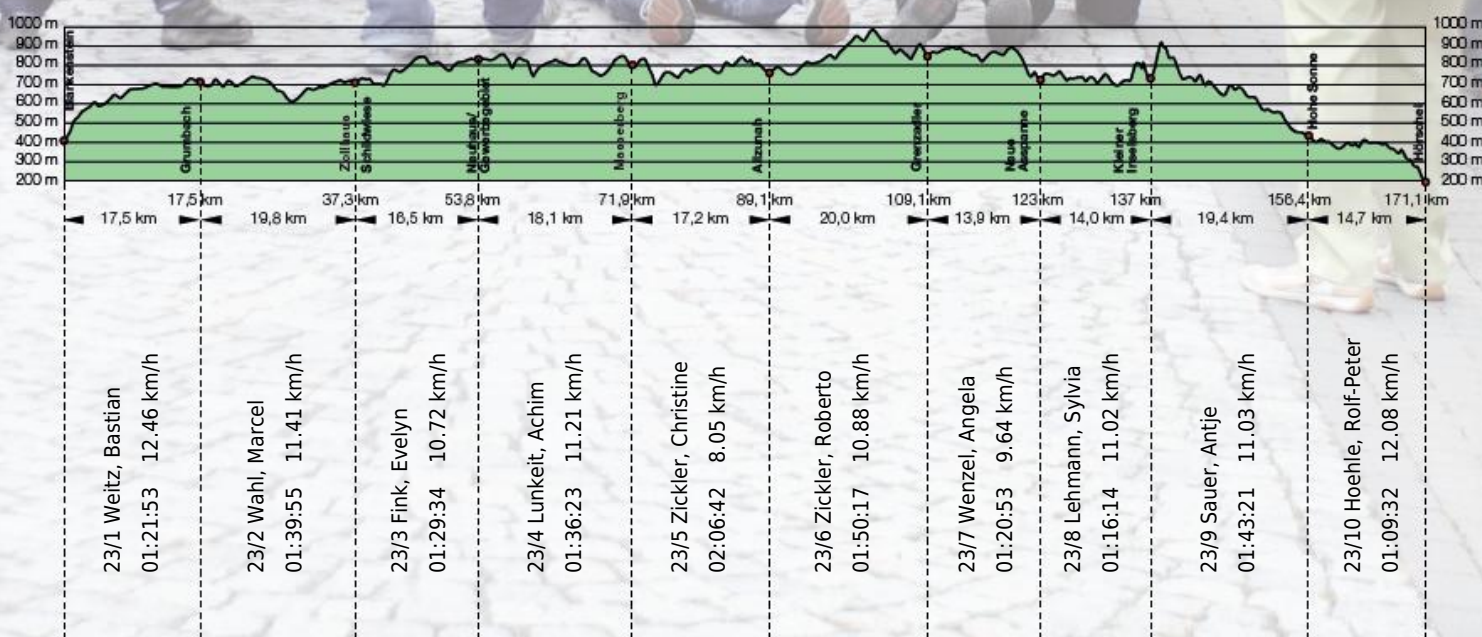 1000 m
900 m
800 m
700 m
600 m
500 m
400 m
300 m
200 m
1000 m
900 m
800 m
700 m
600 m
500 m
400 m
300 m
200 m
Blankenstein
Grumbach
Zollhaus
Schildwiese
Neuhaus/
Masserberg
Allzunah
Grenzadler
Neue
Ausspanne
Kleiner
Inselsberg
Hohe Sonne
Hörschel
17,5 km
37,3 km
53,8 km
71,9 km
89,1 km
109,1 km
123 km
137 km
156,4 km
171,1 km
17,5 km
19,8 km
16,5 km
18,1 km
17,2 km
20,0 km
13,9 km
14,0 km
19,4 km
14,7 km
23/1 Weitz, Bastian
01:21:53 12.46 km/h
23/2 Wahl, Marcel
01:39:55 11.41 km/h
23/3 Fink, Evelyn
01:29:34 10.72 km/h
23/4 Lunkeit, Achim
01:36:23 11.21 km/h
23/5 Zickler, Christine
02:06:42 8.05 km/h
23/6 Zickler, Roberto
01:50:17 10.88 km/h
23/7 Wenzel, Angela
01:20:53 9.64 km/h
23/8 Lehmann, Sylvia
01:16:14 11.02 km/h
23/9 Sauer, Antje
01:43:21 11.03 km/h
23/10 Hoehle, Rolf-Peter
01:09:32 12.08 km/h